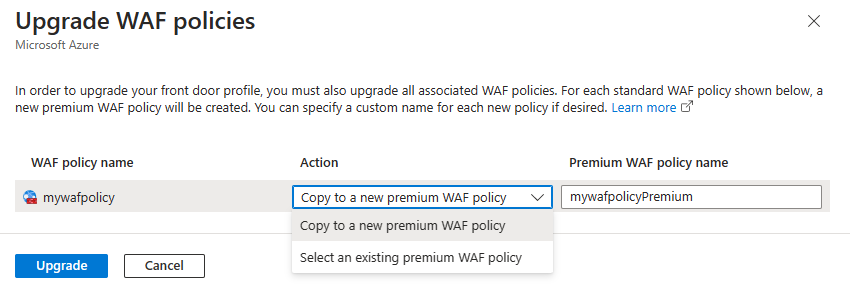 Upgrade WAF policies
Microsoft Azure
In order to upgrade your front door profile, you must also upgrade all associated WAF policies. For each standard WAF policy shown below, a
new premium WAF policy will be created. You can specify a custom name for each new policy if desired. Learn more
WAF policy name Action Premium WAF policy name
mywafpolicy Copy to a new premium WAF policy mywafpolicyPremium
Copy to a new premium WAF policy
Select an existing premium WAF policy
Upgrade Cancel